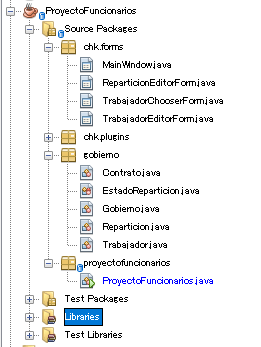 ProyectoFuncionarios
Source Packages
chk.forms
MainWindow.java
ReparticionEditorForm.java
TrabajadorChooserForm.java
TrabajadorEditorForm.java
chk.plugins
gobierno
Contrato.java
EstadoReparticion.java
Gobierno.java
Reparticion.java
Trabajador.java
proyectofuncionarios
ProyectoFuncionarios.java
Test Packages
Libraries
Test Libraries